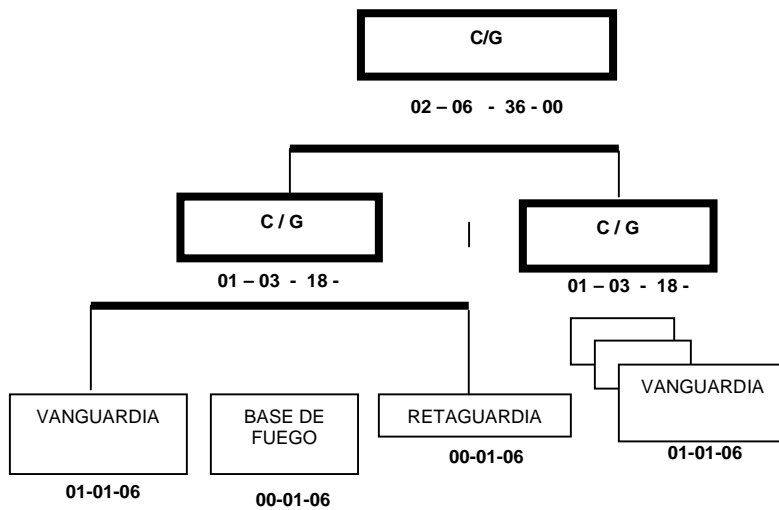 C/G
02 – 06 - 36 - 00
C / G
C / G
01 – 03 - 18 -
01 – 03 - 18 -
VANGUARDIA
BASE DE
FUEGO
RETAGUARDIA
VANGUARDIA
01-01-06
00-01-06
00-01-06
01-01-06